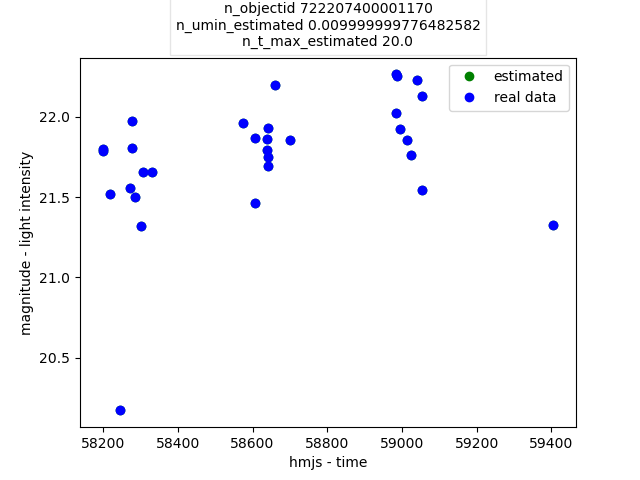 n_objectid 722207400001170
n_umin_estimated 0.009999999776482582
n_t_max_estimated 20.0
estimated
real data
magnitude - light intensity
22.0
21.5
21.0
20.5
58200 58400 58600 58800 59000 59200 59400
hmjs - time